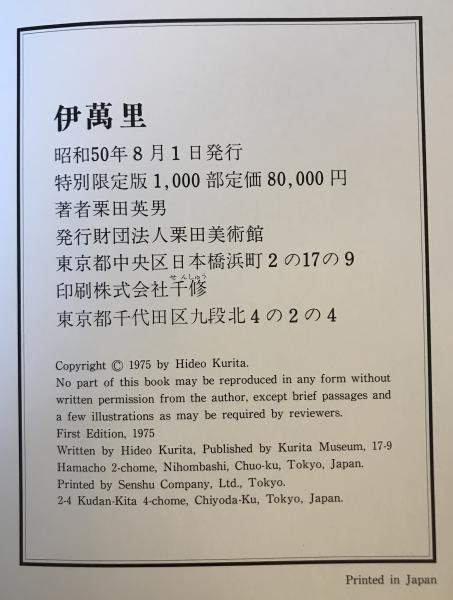 伊萬里
昭和50年8月1日発行
特別限定版1,000部定価80,000円
著者栗田英男
発行財団法人栗田美術館
東京都中央区日本橋浜町2の17の9
せんしゅう
印刷株式会社千修
東京都千代田区九段北4の2の4
Copyright © 1975 by Hideo Kurita.
No part of this book may be reproduced in any form without
written permission from the author, except brief passages and
a few illustrations as may be required by reviewers.
First Edition, 1975
Written by Hideo Kurita, Published by Kurita Museum, 17-9
Hamacho 2-chome, Nihombashi, Chuo-ku, Tokyo, Japan.
Printed by Senshu Company, Ltd., Tokyo.
2-4 Kudan-Kita 4-chome, Chiyoda-Ku, Tokyo, Japan.
Printed in Japan